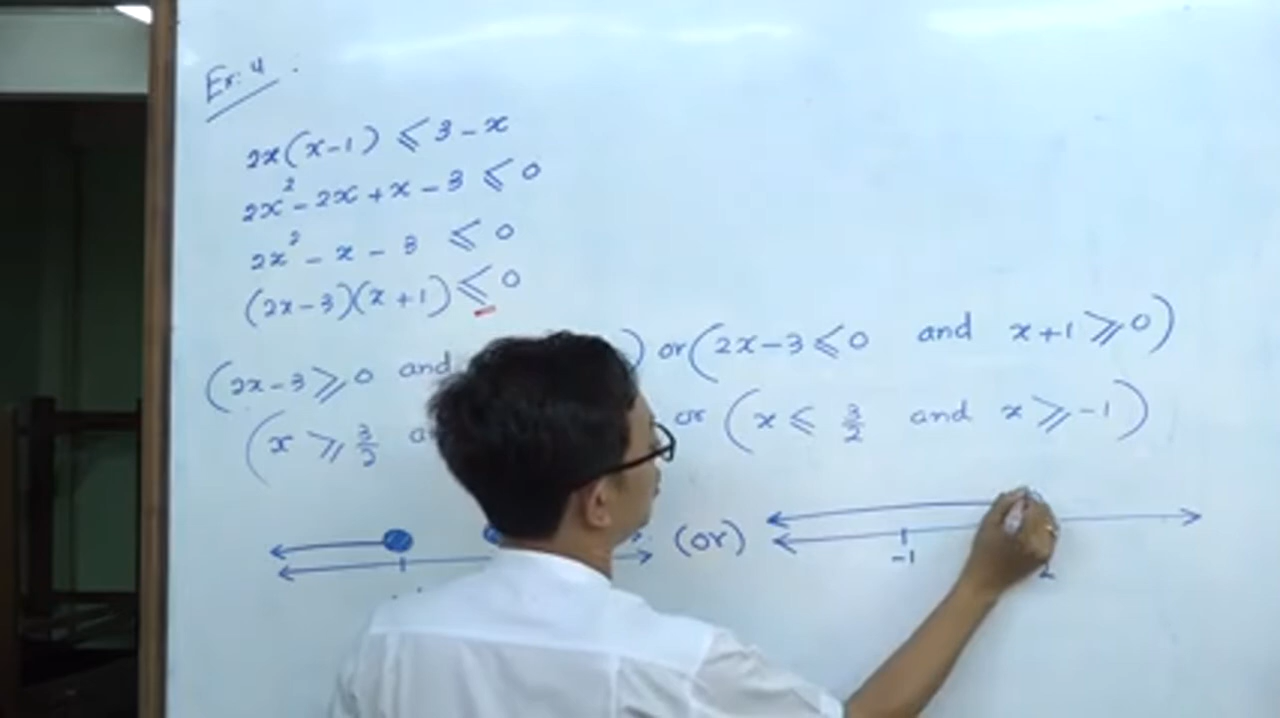 Ex: 4.
2x(x-1) ⩽ 3-x
2x² - 2x + x - 3 ⩽ 0
2x² - x - 3 ⩽ 0
(2x-3)(x+1) ⩽ 0
(2x-3 ⩾ 0 and ) or (2x-3 ⩽ 0 and x+1 ⩾ 0)
(x ⩾ 3/2 or (x ⩽ 3/2 and x ⩾ -1)
(or)
-1